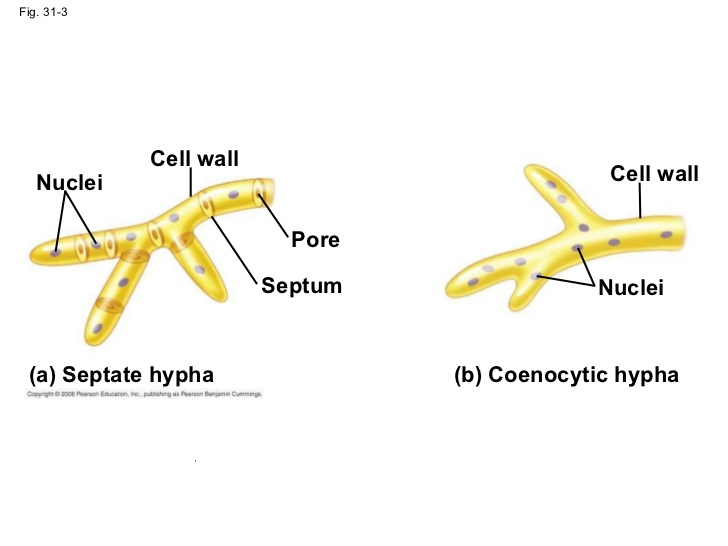 Fig. 31-3
Cell wall
Nuclei
Pore
Septum
(a) Septate hypha
Copyright © 2008 Pearson Education, Inc., publishing as Pearson Benjamin Cummings.
Cell wall
Nuclei
(b) Coenocytic hypha